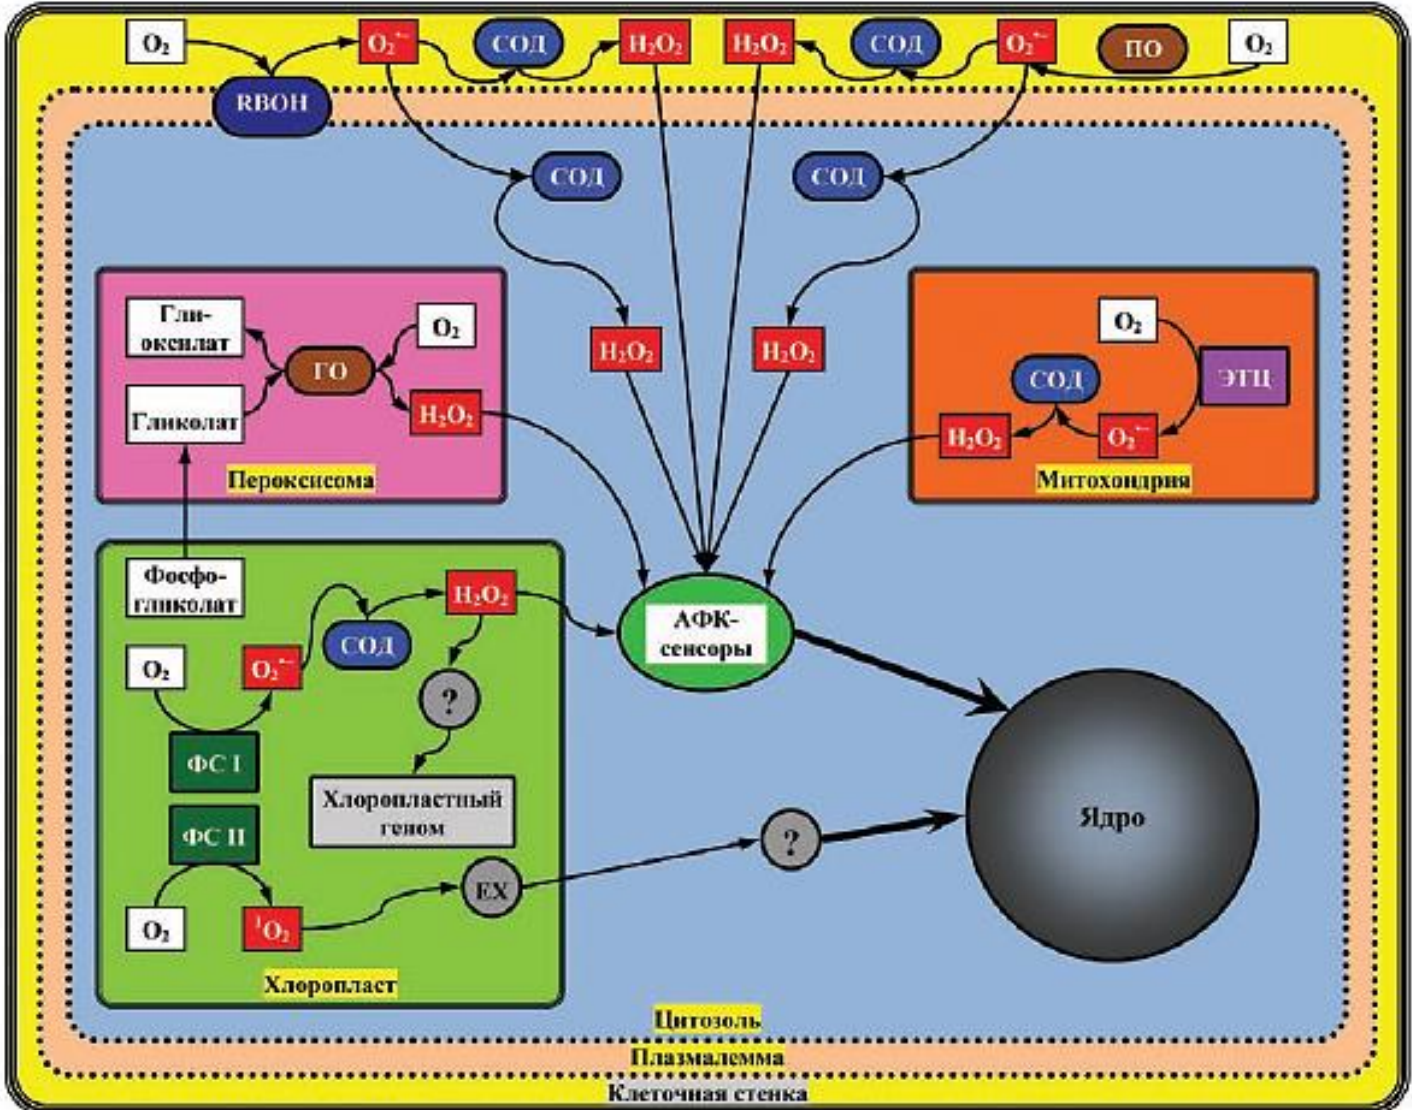 O₂
O₂•−
СОД
H₂O₂
H₂O₂
СОД
O₂•−
ПО
O₂
RBOH
СОД
СОД
H₂O₂
H₂O₂
Гли-
оксилат
O₂
ГО
Гликолат
H₂O₂
Пероксисома
O₂
СОД
ЭТЦ
H₂O₂
O₂•−
Митохондрия
Фосфо-
гликолат
H₂O₂
СОД
O₂
O₂•−
?
ФС I
Хлоропластный
геном
ФС II
EX
O₂
¹O₂
Хлоропласт
АФК-
сенсоры
?
Ядро
Цитозоль
Плазмалемма
Клеточная стенка